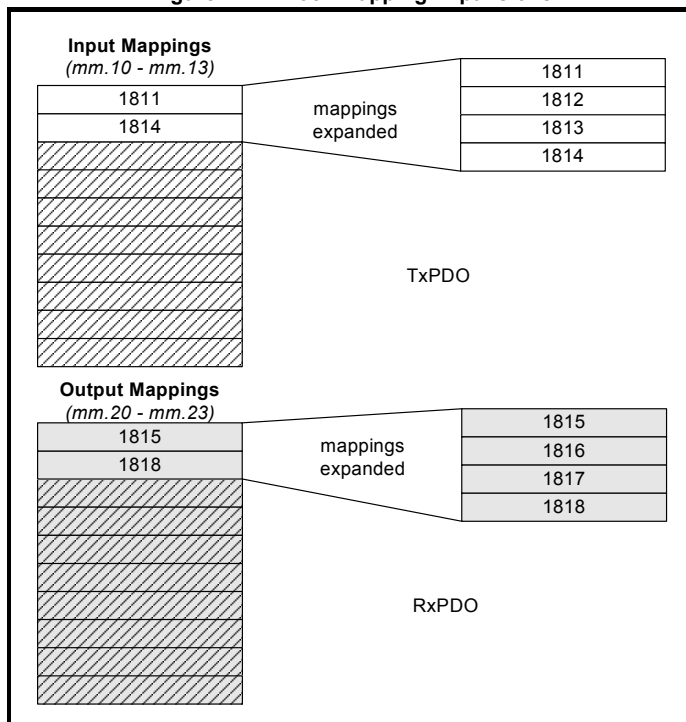 Input Mappings
(mm.10 - mm.13)
1811
1814
mappings
expanded
1811
1812
1813
1814
TxPDO
Output Mappings
(mm.20 - mm.23)
1815
1818
mappings
expanded
1815
1816
1817
1818
RxPDO